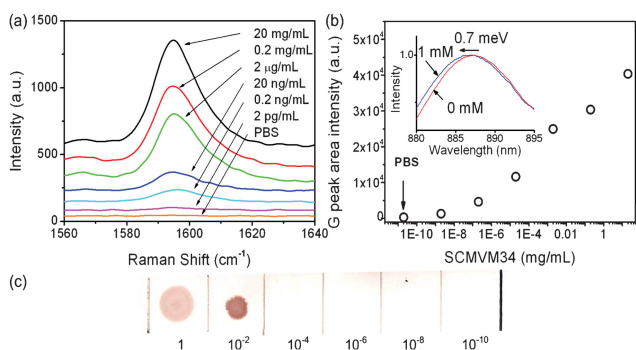 (a)
1500
1000
500
0
Intensity (a.u.)
20 mg/mL
0.2 mg/mL
2 μg/mL
20 ng/mL
0.2 ng/mL
2 pg/mL
PBS
1560 1580 1600 1620 1640
Raman Shift (cm⁻¹)
(b)
G peak area intensity (a.u.)
5x10⁴
4x10⁴
3x10⁴
2x10⁴
1x10⁴
0
0.7 meV
1 mM
0 mM
1.0
Intensity
880 885 890 895
Wavelength (nm)
PBS
1E-10 1E-8 1E-6 1E-4 0.01 1
SCMVM34 (mg/mL)
(c)
1 10⁻² 10⁻⁴ 10⁻⁶ 10⁻⁸ 10⁻¹⁰